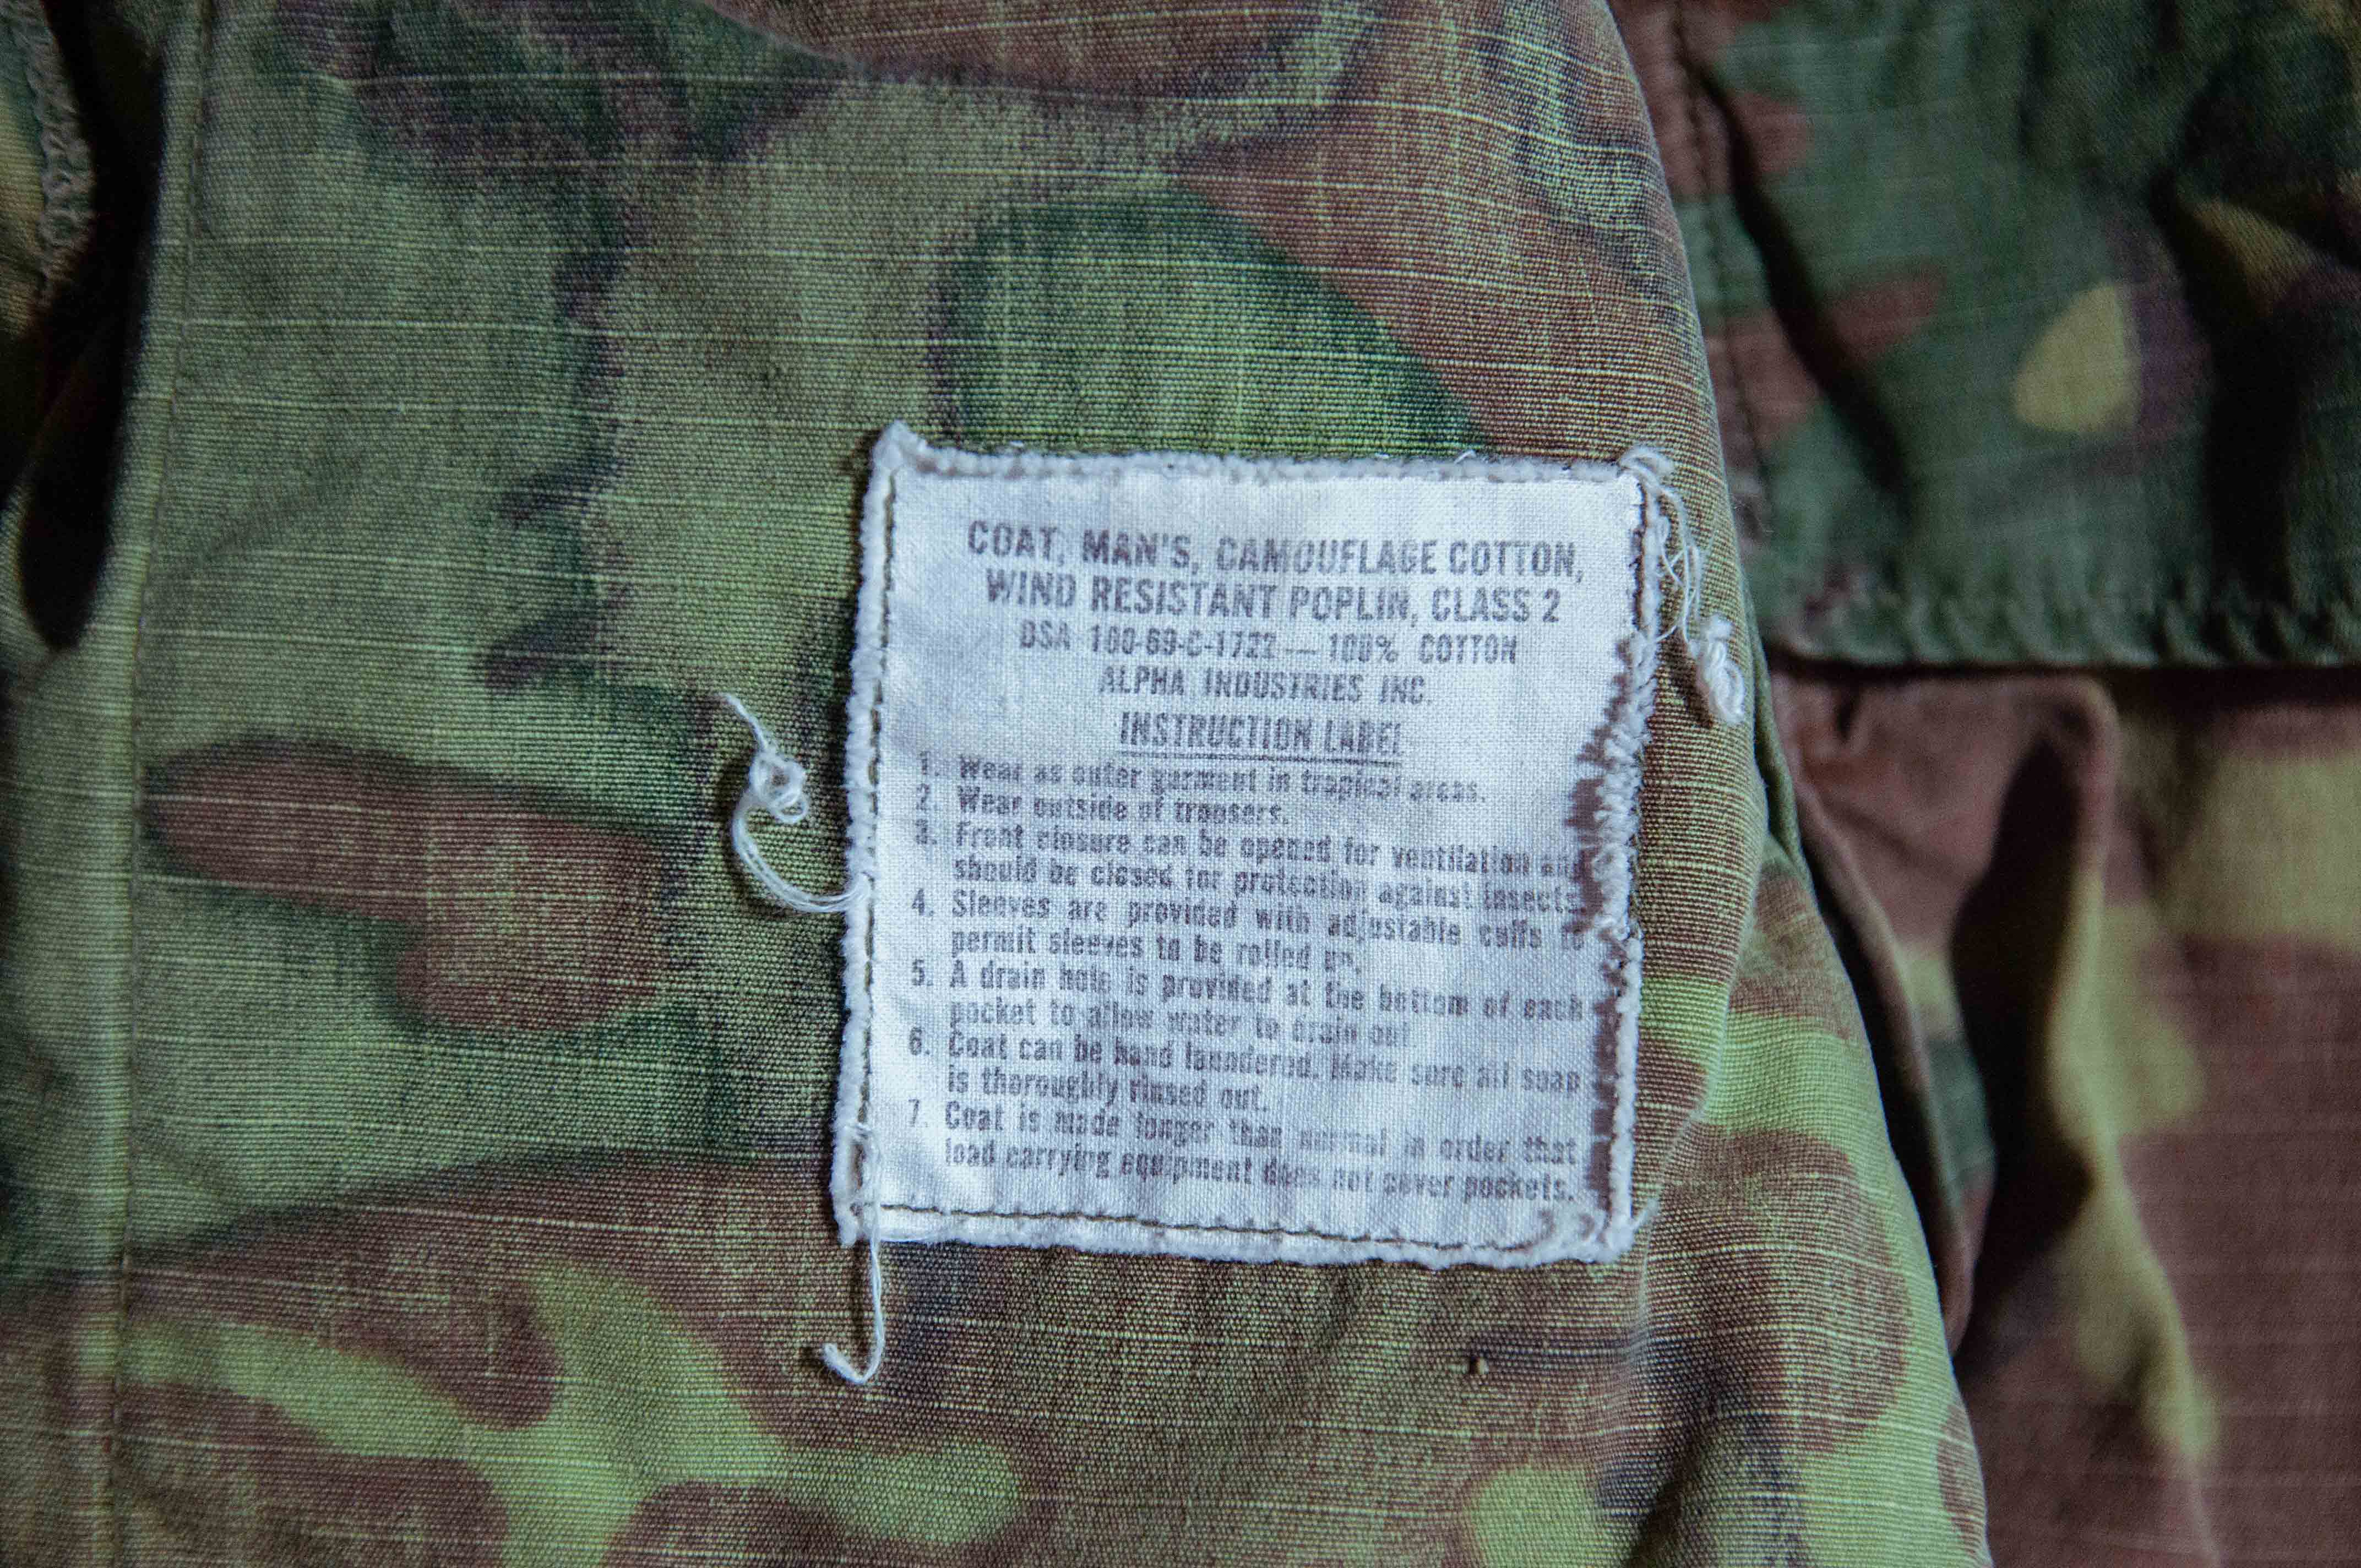 COAT, MAN'S, CAMOUFLAGE COTTON,
WIND RESISTANT POPLIN, CLASS 2
DSA 100-69-C-1722 — 100% COTTON
ALPHA INDUSTRIES INC.
INSTRUCTION LABEL
1. Wear as outer garment in tropical areas.
2. Wear outside of trousers.
3. Front closure can be opened for ventilation and
should be closed for protection against insects.
4. Sleeves are provided with adjustable cuffs to
permit sleeves to be rolled up.
5. A drain hole is provided at the bottom of each
pocket to allow water to drain out.
6. Coat can be hand laundered. Make sure all soap
is thoroughly rinsed out.
7. Coat is made longer than normal in order that
load carrying equipment does not cover pockets.